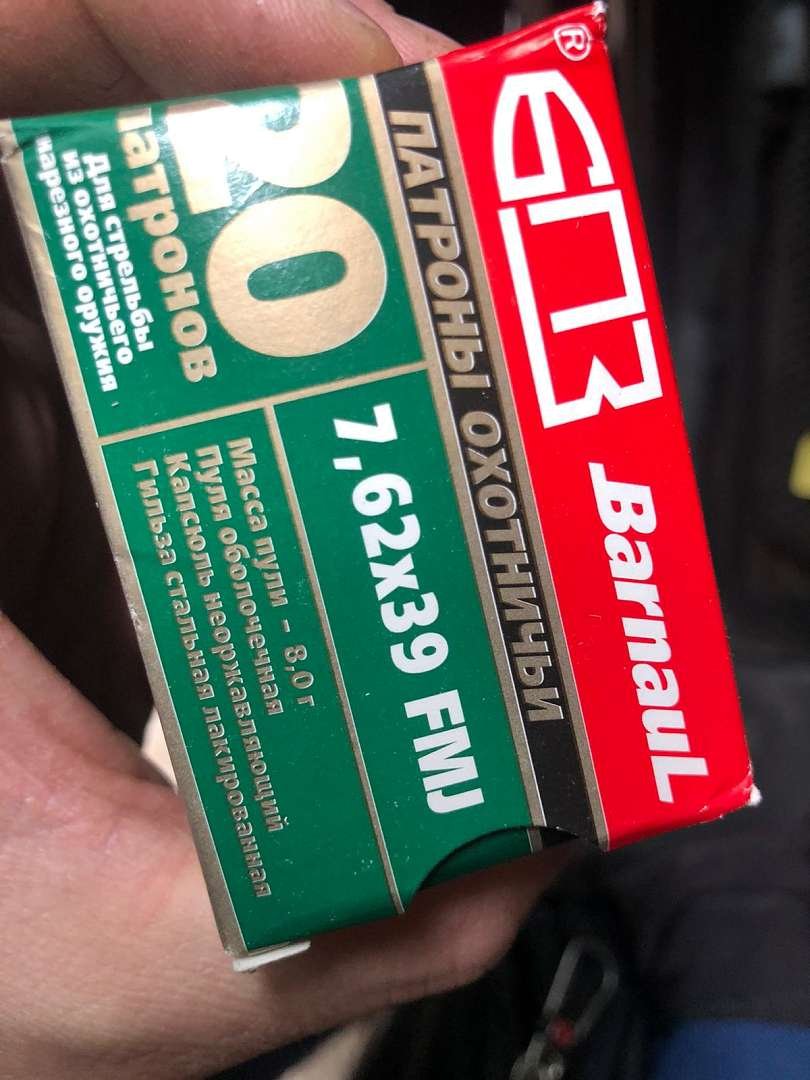 БПЗ®
BarnauL
ПАТРОНЫ ОХОТНИЧЬИ
20
патронов
для стрельбы
из охотничьего
нарезного оружия
7,62x39 FMJ
Масса пули – 8,0 г
Пуля оболочечная
Капсюль неоржавляющий
Гильза стальная лакированная